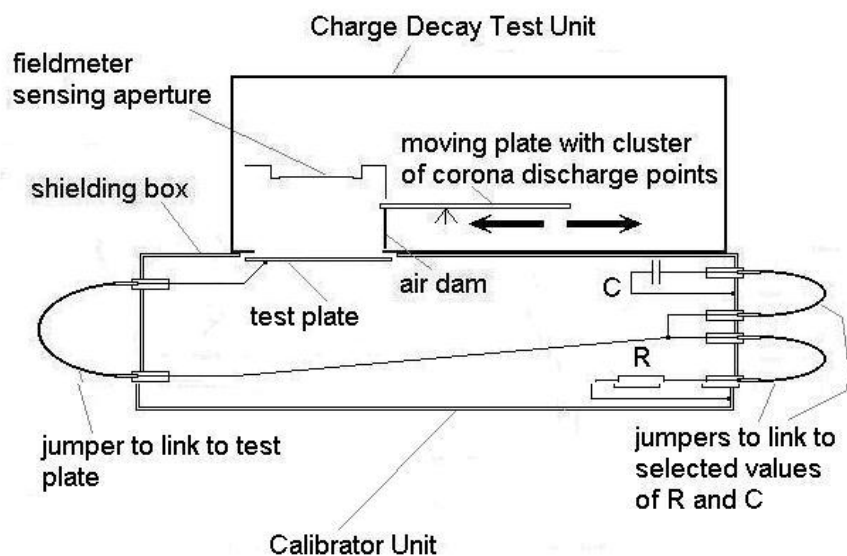 Charge Decay Test Unit
fieldmeter
sensing aperture
moving plate with cluster
of corona discharge points
shielding box
air dam
test plate
C
R
jumper to link to test
plate
jumpers to link to
selected values
of R and C
Calibrator Unit